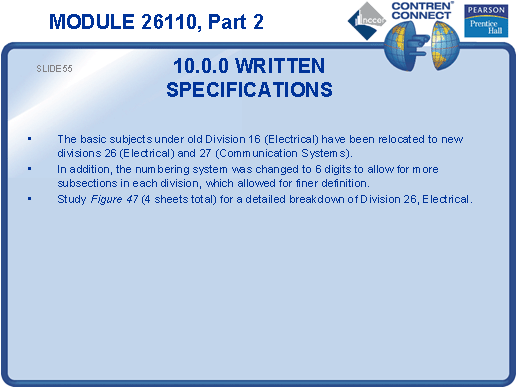 MODULE 26110, Part 2
nccer
CONTREN®
CONNECT
PEARSON
Prentice
Hall
SLIDE 55
10.0.0 WRITTEN
SPECIFICATIONS
• The basic subjects under old Division 16 (Electrical) have been relocated to new
divisions 26 (Electrical) and 27 (Communication Systems).
• In addition, the numbering system was changed to 6 digits to allow for more
subsections in each division, which allowed for finer definition.
• Study Figure 47 (4 sheets total) for a detailed breakdown of Division 26, Electrical.